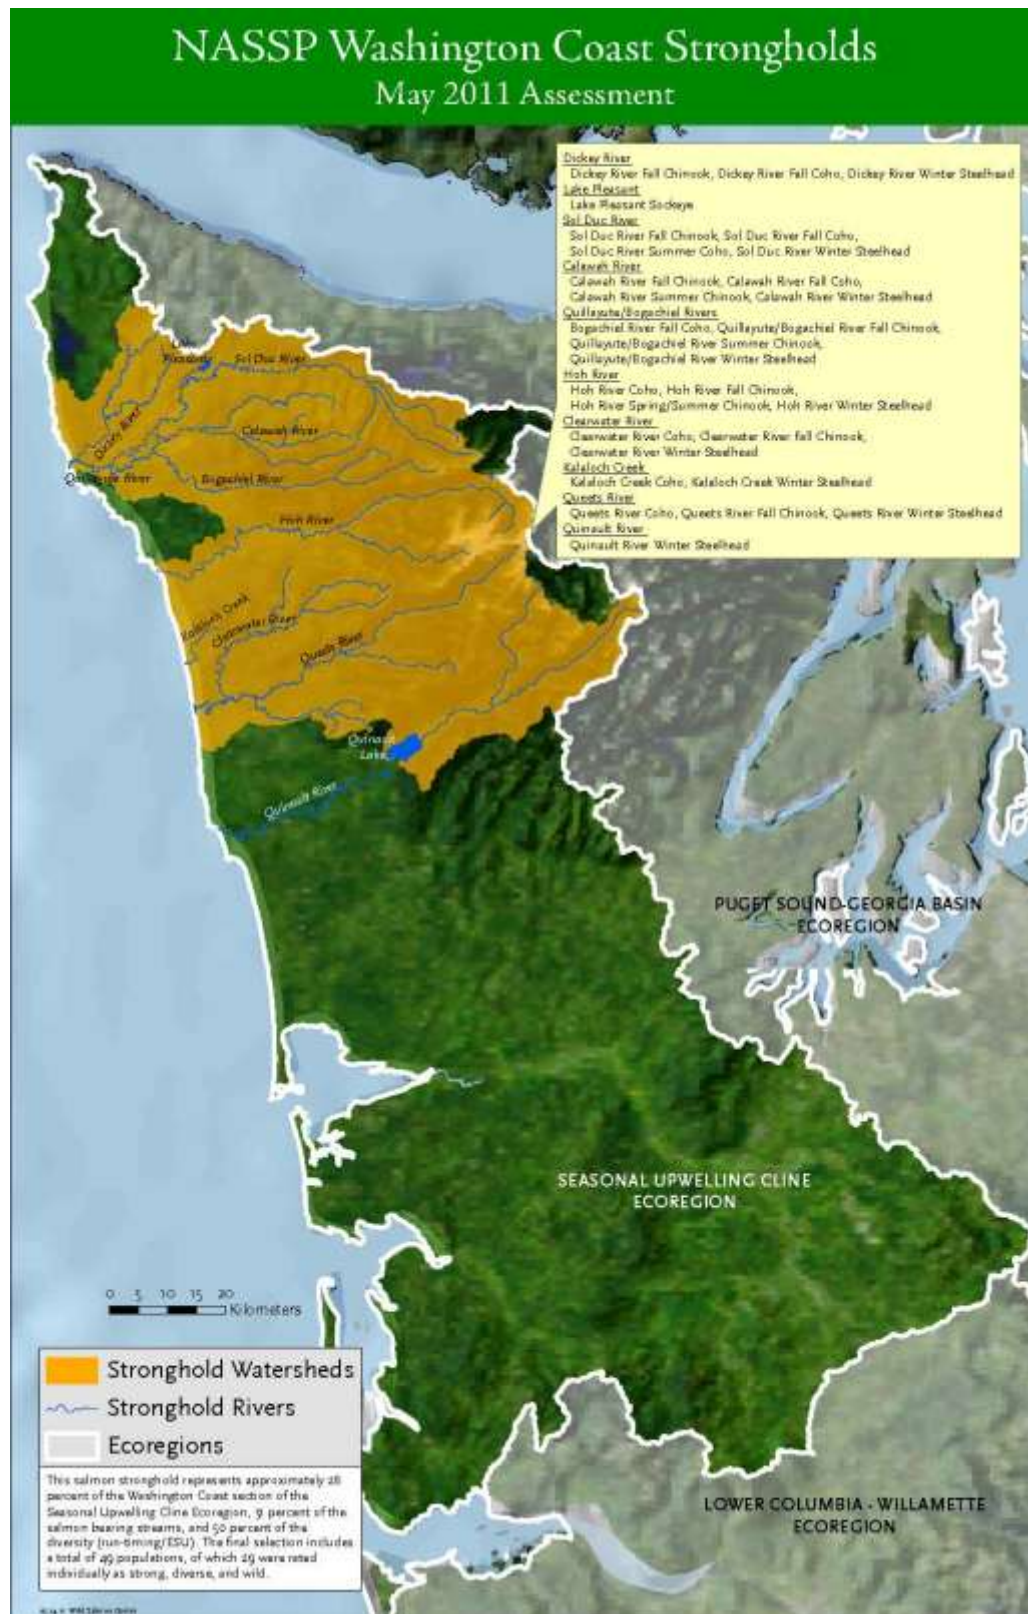 NASSP Washington Coast Strongholds
May 2011 Assessment
Dickey River
Dickey River Fall Chinook, Dickey River Fall Coho, Dickey River Winter Steelhead
Lake Pleasant
Lake Pleasant Sockeye
Sol Duc River
Sol Duc River Fall Chinook, Sol Duc River Fall Coho,
Sol Duc River Summer Coho, Sol Duc River Winter Steelhead
Calawah River
Calawah River Fall Chinook, Calawah River Fall Coho,
Calawah River Summer Chinook, Calawah River Winter Steelhead
Quillayute/Bogachiel Rivers
Bogachiel River Fall Coho, Quillayute/Bogachiel River Fall Chinook,
Quillayute/Bogachiel River Summer Chinook,
Quillayute/Bogachiel River Winter Steelhead
Hoh River
Hoh River Coho, Hoh River Fall Chinook,
Hoh River Spring/Summer Chinook, Hoh River Winter Steelhead
Clearwater River
Clearwater River Coho, Clearwater River Fall Chinook,
Clearwater River Winter Steelhead
Kalaloch Creek
Kalaloch Creek Coho, Kalaloch Creek Winter Steelhead
Queets River
Queets River Coho, Queets River Fall Chinook, Queets River Winter Steelhead
Quinault River
Quinault River Winter Steelhead
Lake
Pleasant
Sol Duc River
Dickey River
Calawah River
Quillayute River
Bogachiel River
Hoh River
Kalaloch Creek
Clearwater River
Queets River
Quinault
Lake
Quinault River
PUGET SOUND-GEORGIA BASIN
ECOREGION
SEASONAL UPWELLING CLINE
ECOREGION
0 5 10 15 20
Kilometers
Stronghold Watersheds
Stronghold Rivers
Ecoregions
This salmon stronghold represents approximately 28
percent of the Washington Coast section of the
Seasonal Upwelling Cline Ecoregion, 9 percent of the
salmon bearing streams, and 50 percent of the
diversity (run-timing/ESU). The final selection includes
a total of 49 populations, of which 29 were rated
individually as strong, diverse, and wild.
LOWER COLUMBIA - WILLAMETTE
ECOREGION